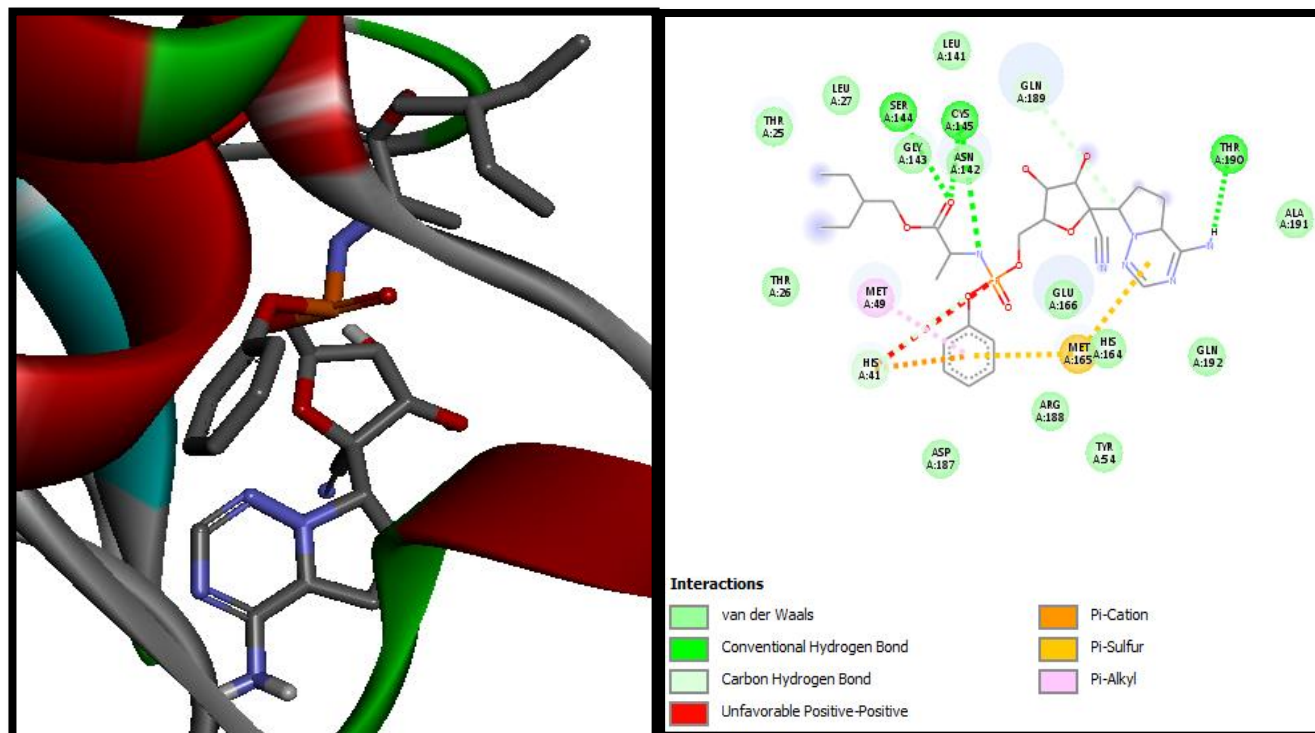 LEU
A:141
GLN
A:189
LEU
A:27
SER
A:144
CYS
A:145
THR
A:25
GLY
A:143
ASN
A:142
THR
A:190
H
ALA
A:191
O
O
O
O
O
N
N
N
N
N
N
O
O
O
P
THR
A:26
MET
A:49
GLU
A:166
HIS
A:41
MET
A:165
HIS
A:164
GLN
A:192
ARG
A:188
ASP
A:187
TYR
A:54
Interactions
van der Waals
Conventional Hydrogen Bond
Carbon Hydrogen Bond
Unfavorable Positive-Positive
Pi-Cation
Pi-Sulfur
Pi-Alkyl